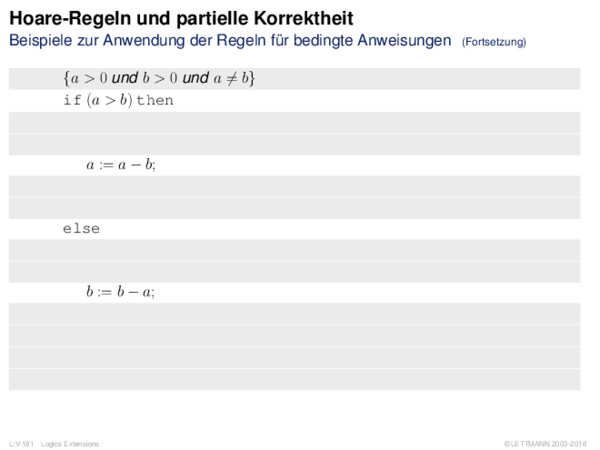 Hoare-Regeln und partielle Korrektheit
Beispiele zur Anwendung der Regeln für bedingte Anweisungen (Fortsetzung)
{a > 0 und b > 0 und a ≠ b}
if (a > b) then
a := a − b;
else
b := b − a;
L:V-181 Logics Extensions
©LETTMANN 2003-2018